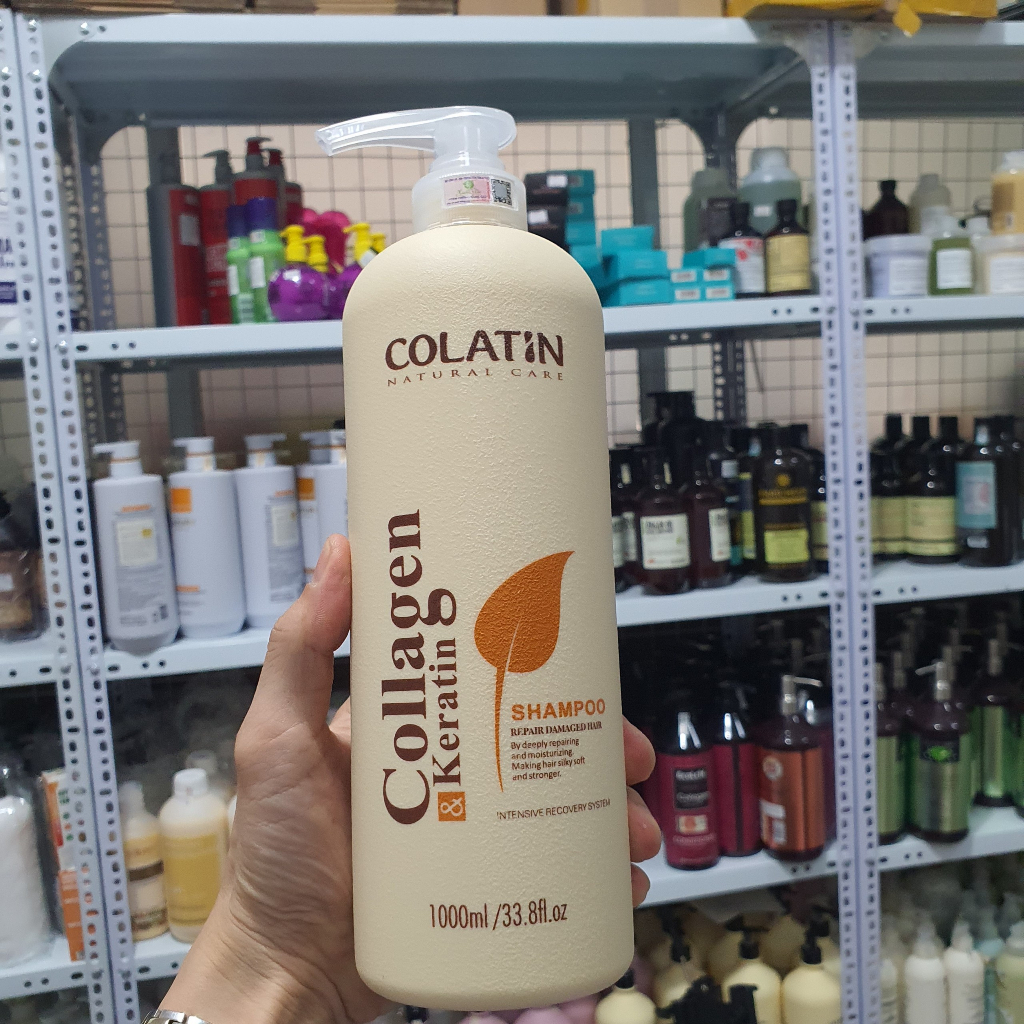 COLATIN
NATURAL CARE
Collagen
& Keratin
SHAMPOO
REPAIR DAMAGED HAIR
By deeply repairing
and moisturizing.
Making hair silky soft
and stronger.
INTENSIVE RECOVERY SYSTEM
1000ml /33.8fl.oz